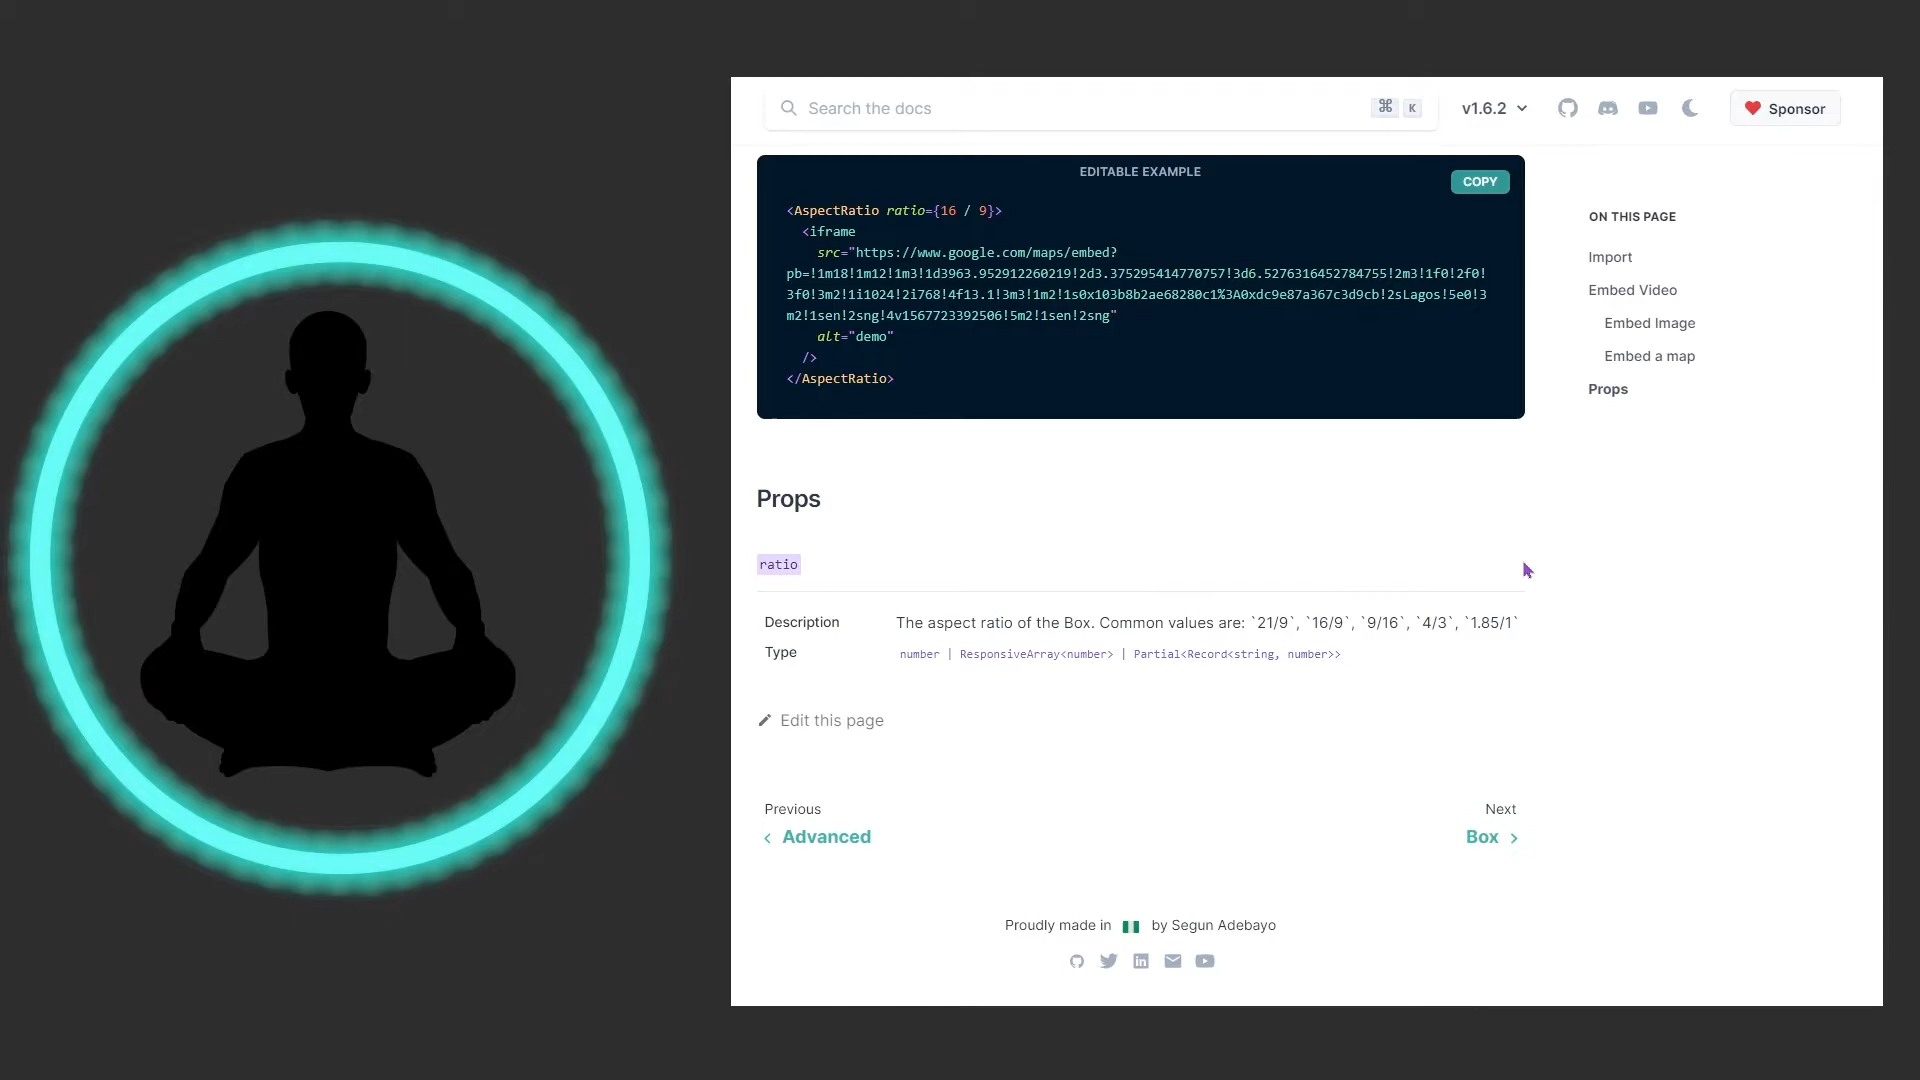 Search the docs
⌘ K
v1.6.2
Sponsor
EDITABLE EXAMPLE
COPY
<AspectRatio ratio={16 / 9}>
<iframe
src="https://www.google.com/maps/embed?
pb=!1m18!1m12!1m3!1d3963.952912260219!2d3.375295414770757!3d6.5276316452784755!2m3!1f0!2f0!
3f0!3m2!1i1024!2i768!4f13.1!3m3!1m2!1s0x103b8b2ae68280c1%3A0xdc9e87a367c3d9cb!2sLagos!5e0!3
m2!1sen!2sng!4v1567723392506!5m2!1sen!2sng"
alt="demo"
/>
</AspectRatio>
ON THIS PAGE
Import
Embed Video
Embed Image
Embed a map
Props
Props
ratio
Description The aspect ratio of the Box. Common values are: `21/9`, `16/9`, `9/16`, `4/3`, `1.85/1`
Type number | ResponsiveArray<number> | Partial<Record<string, number>>
Edit this page
Previous
Advanced
Next
Box
Proudly made in by Segun Adebayo